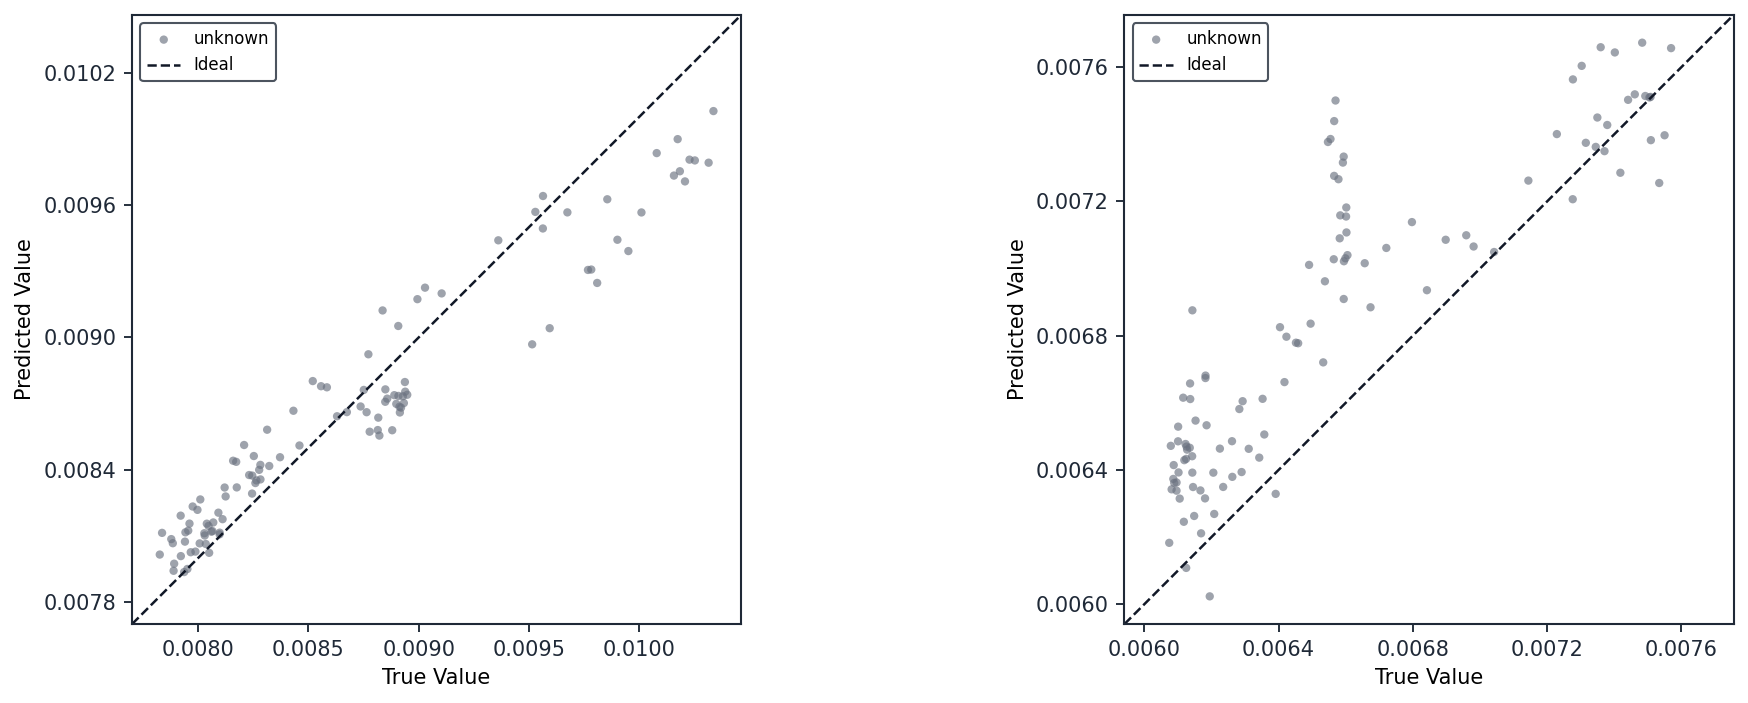 unknown
Ideal
0.0102
0.0096
0.0090
0.0084
0.0078
Predicted Value
0.0080 0.0085 0.0090 0.0095 0.0100
True Value
unknown
Ideal
0.0076
0.0072
0.0068
0.0064
0.0060
Predicted Value
0.0060 0.0064 0.0068 0.0072 0.0076
True Value